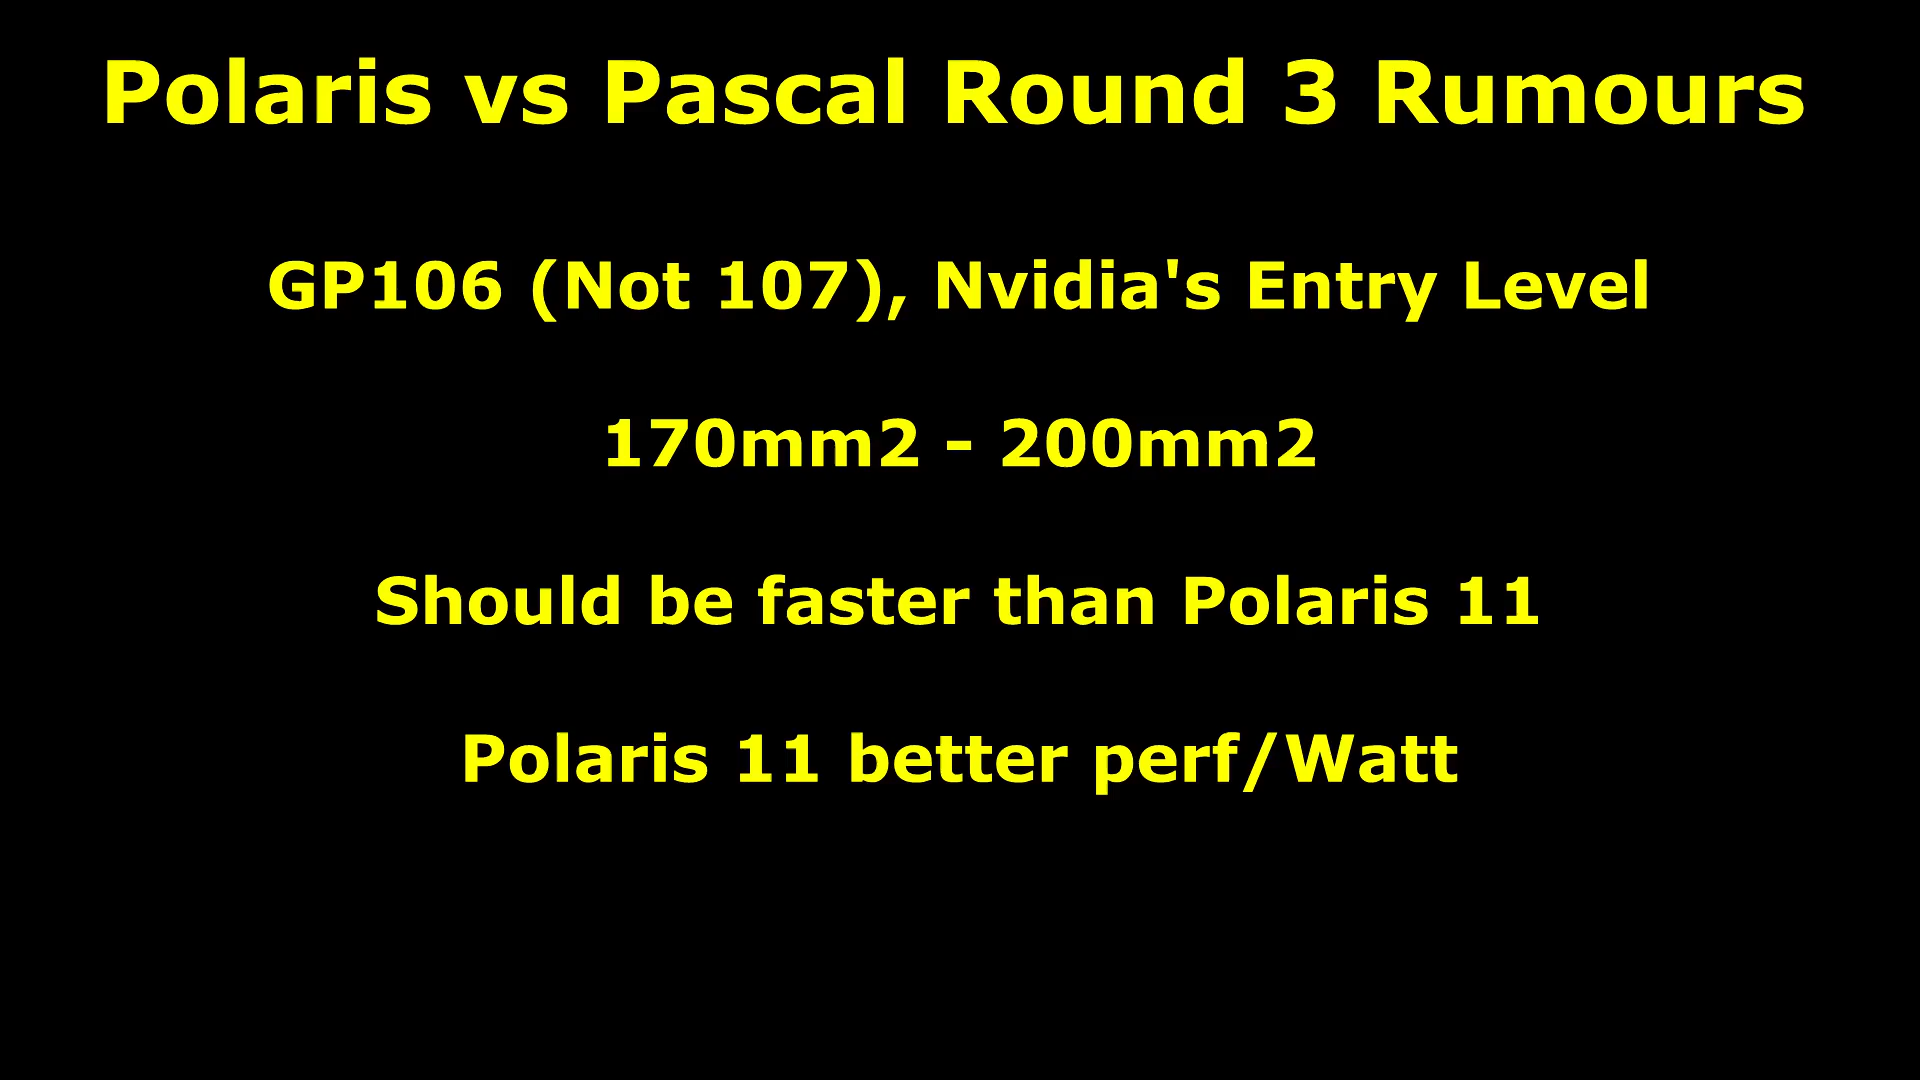 Polaris vs Pascal Round 3 Rumours
GP106 (Not 107), Nvidia's Entry Level
170mm2 - 200mm2
Should be faster than Polaris 11
Polaris 11 better perf/Watt